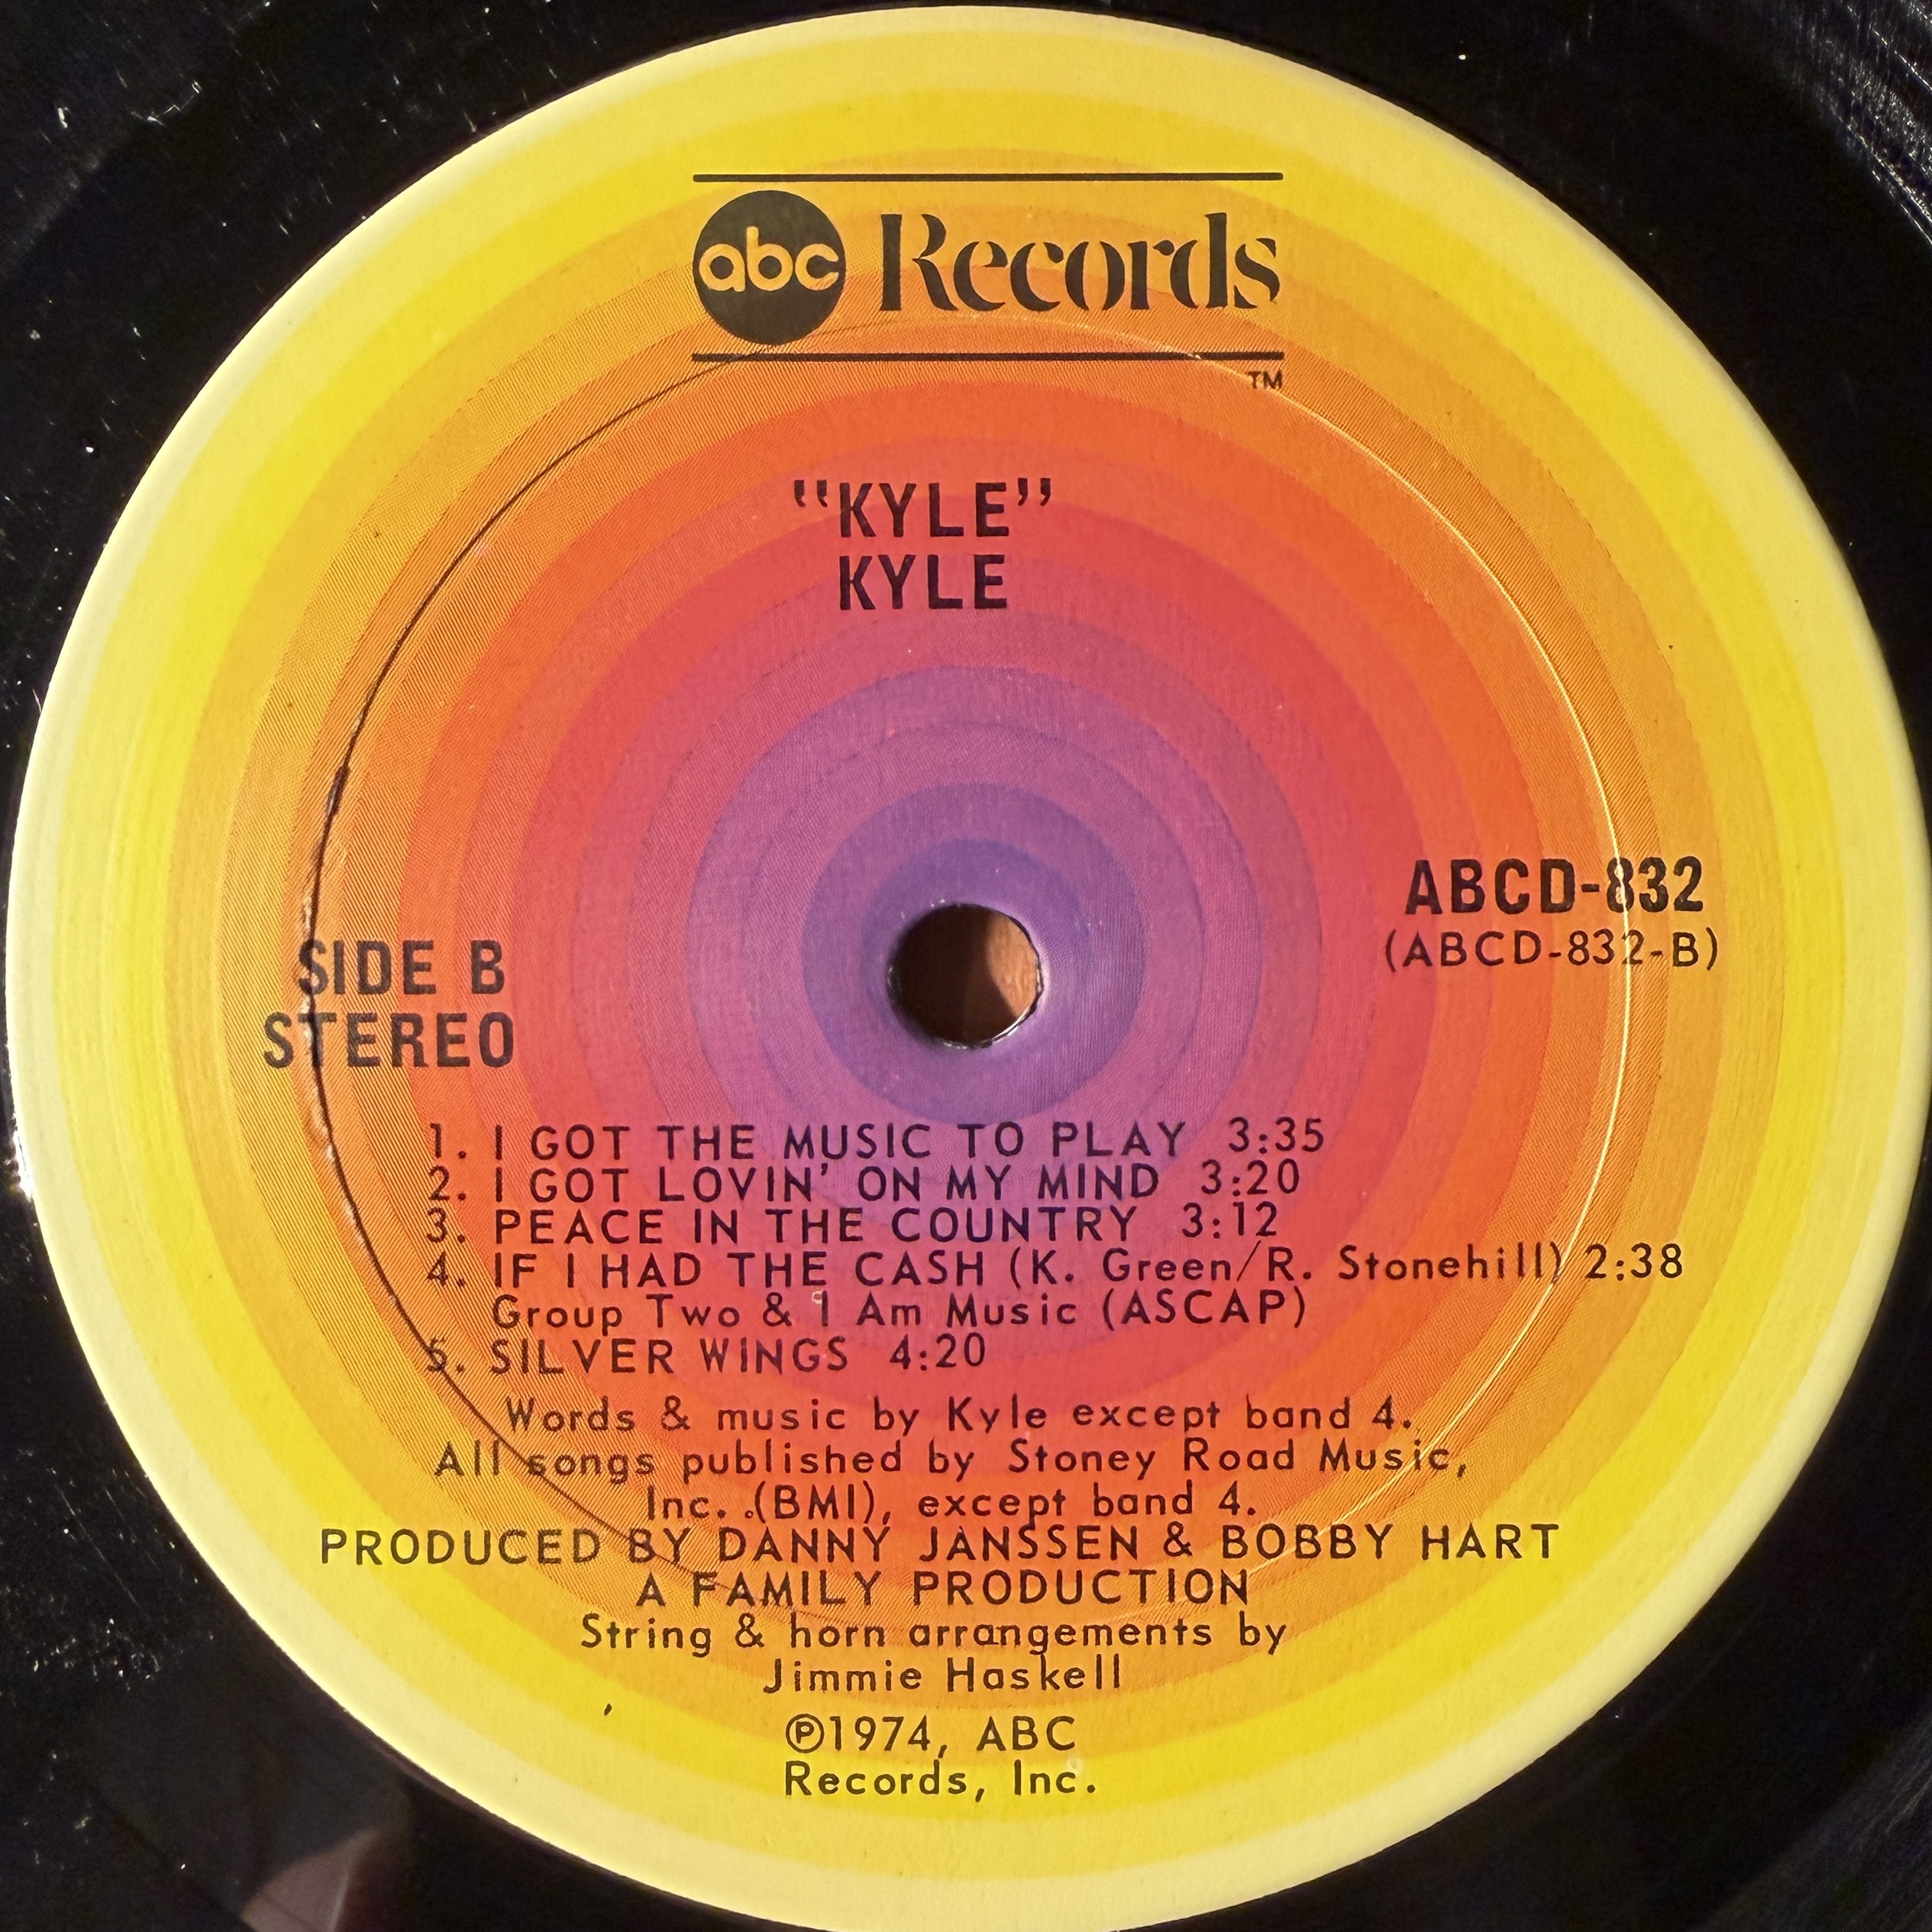 abc Records
TM
"KYLE"
KYLE
ABCD-832
(ABCD-832-B)
SIDE B
STEREO
1. I GOT THE MUSIC TO PLAY 3:35
2. I GOT LOVIN' ON MY MIND 3:20
3. PEACE IN THE COUNTRY 3:12
4. IF I HAD THE CASH (K. Green/R. Stonehill) 2:38
Group Two & I Am Music (ASCAP)
5. SILVER WINGS 4:20
Words & music by Kyle except band 4.
All songs published by Stoney Road Music,
Inc. (BMI), except band 4.
PRODUCED BY DANNY JANSSEN & BOBBY HART
A FAMILY PRODUCTION
String & horn arrangements by
Jimmie Haskell
℗1974, ABC
Records, Inc.